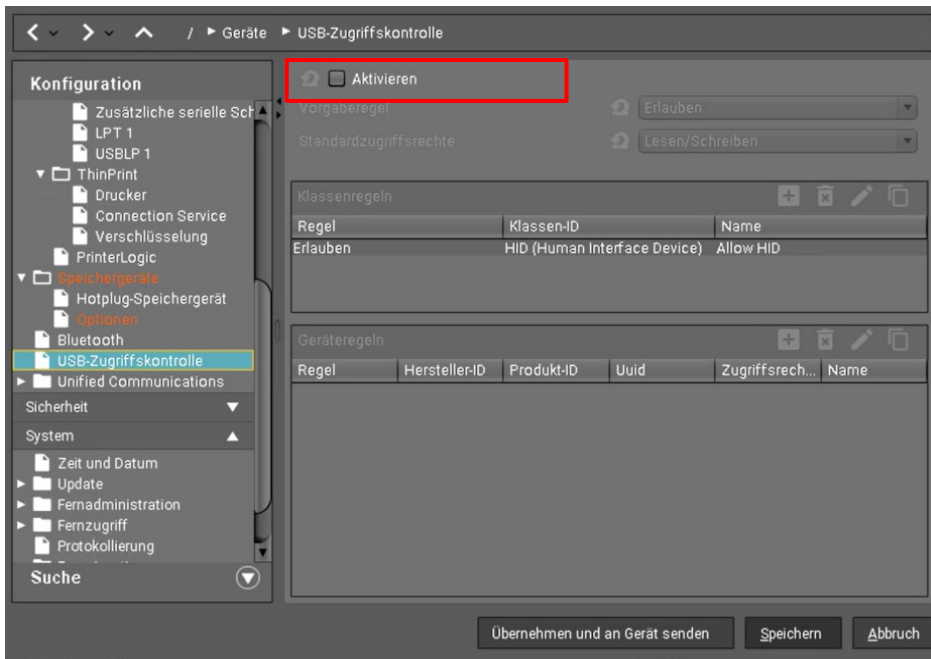 / Geräte USB-Zugriffskontrolle
Konfiguration
Zusätzliche serielle Sch
LPT 1
USBLP 1
ThinPrint
Drucker
Connection Service
Verschlüsselung
PrinterLogic
Speichergeräte
Hotplug-Speichergerät
Optionen
Bluetooth
USB-Zugriffskontrolle
Unified Communications
Sicherheit
System
Zeit und Datum
Update
Fernadministration
Fernzugriff
Protokollierung
Suche
Aktivieren
Vorgaberegel Erlauben
Standardzugriffsrechte Lesen/Schreiben
Klassenregeln
Regel Klassen-ID Name
Erlauben HID (Human Interface Device) Allow HID
Geräteregeln
Regel Hersteller-ID Produkt-ID Uuid Zugriffsrech... Name
Übernehmen und an Gerät senden Speichern Abbruch